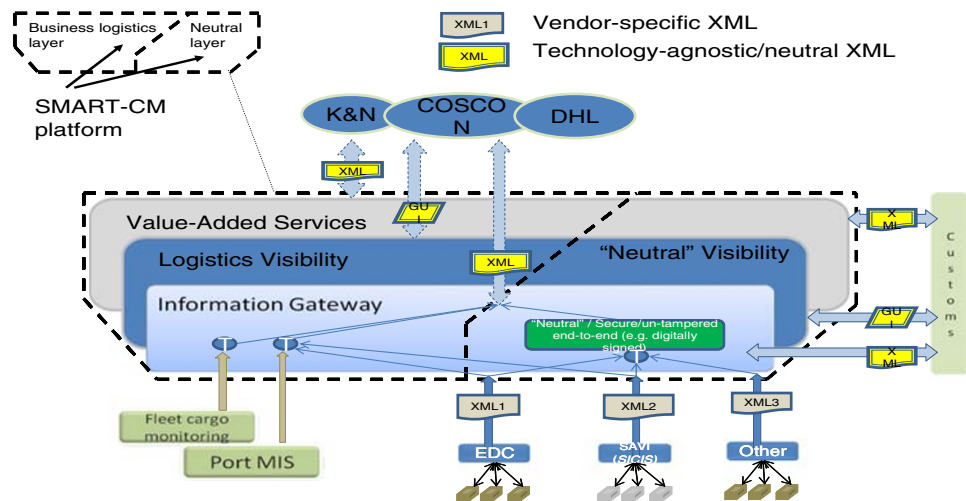 Business logistics
layer
Neutral
layer
SMART-CM
platform
XML1
Vendor-specific XML
XML
Technology-agnostic/neutral XML
K&N
COSCO
N
DHL
XML
GU
I
XML
Value-Added Services
Logistics Visibility
“Neutral” Visibility
Information Gateway
“Neutral” / Secure/un-tampered
end-to-end (e.g. digitally
signed)
T
T
T
X
ML
GU
I
X
ML
Customs
XML1
XML2
XML3
Fleet cargo
monitoring
Port MIS
EDC
SAVI
(SICIS)
Other